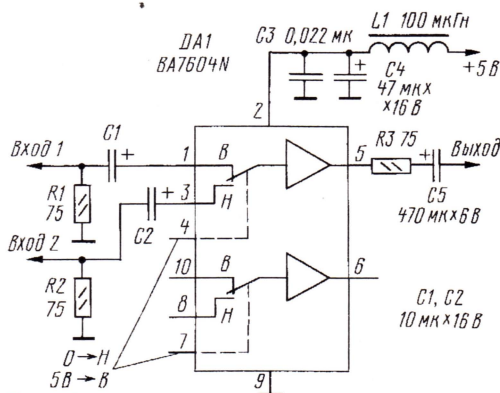 DA1
BA7604N
C3 0,022 мк
L1 100 мкГн
+
C4
47 мк×
×16 В
+5 В
2
Вход 1
C1
+
1
В
5
R3 75
+
Выход
C5
470 мк×6 В
R1
75
C2
+
3
Н
4
Вход 2
R2
75
10
В
6
8
Н
7
C1, C2
10 мк×16 В
0→Н
5В→В
9